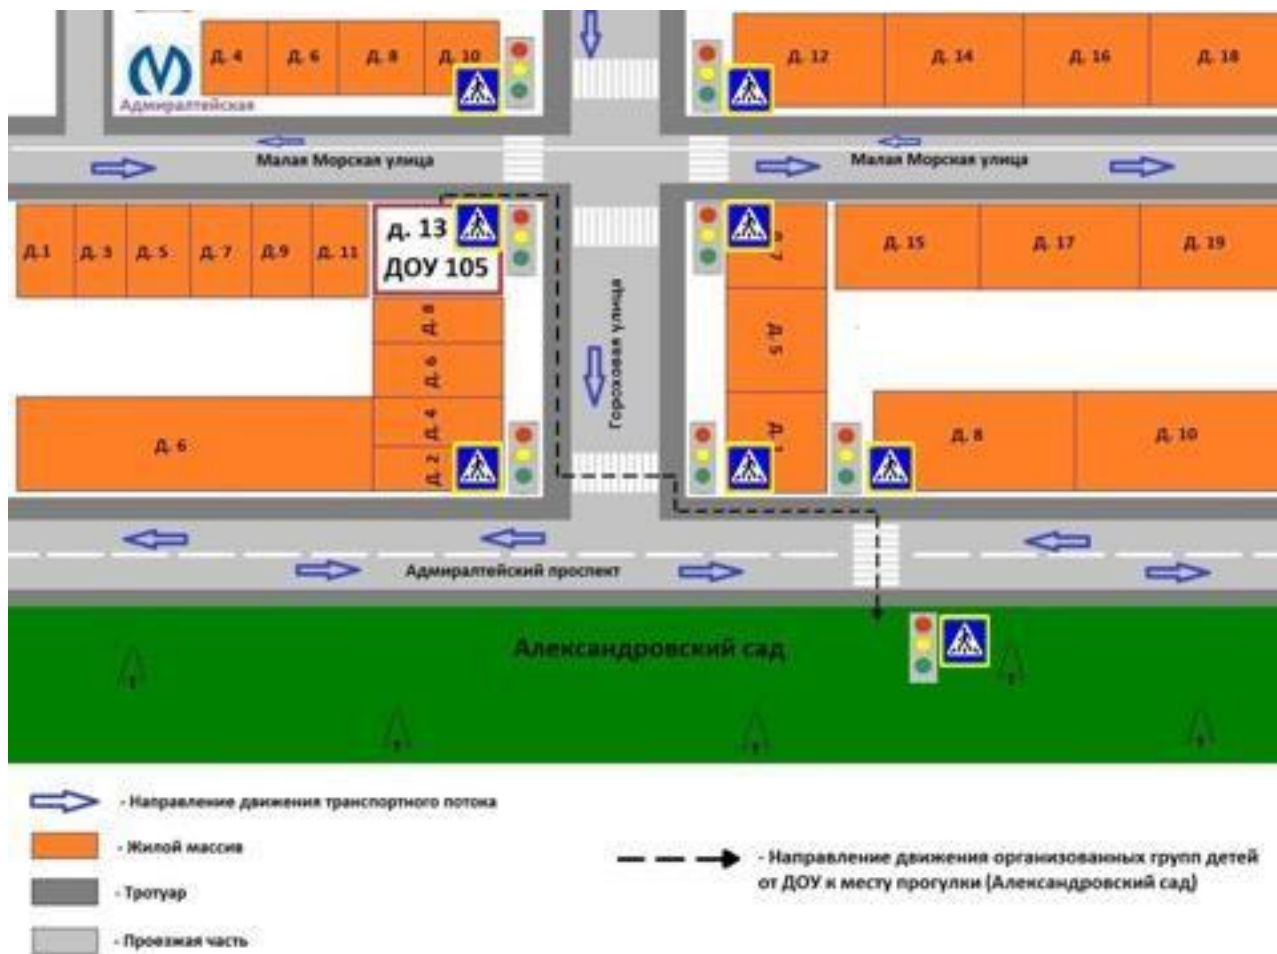 Д. 4
Д. 6
Д. 8
Д. 10
Д. 12
Д. 14
Д. 16
Д. 18
Адмиралтейская
Малая Морская улица
Малая Морская улица
Д.1
Д. 3
Д. 5
Д. 7
Д.9
Д. 11
д. 13
ДОУ 105
Д. 15
Д. 17
Д. 19
Д. 8
Д. 6
Д. 4
Д. 2
Гороховая улица
Д. 5
Д. 6
Д. 8
Д. 10
Адмиралтейский проспект
Александровский сад
- Направление движения транспортного потока
- Жилой массив
- Тротуар
- Проезжая часть
- Направление движения организованных групп детей
от ДОУ к месту прогулки (Александровский сад)